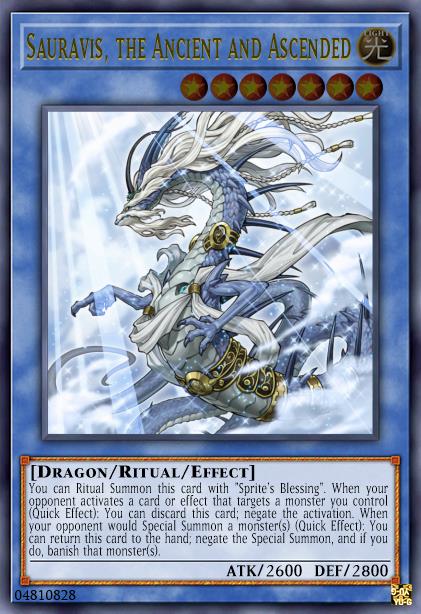 Sauravis, the Ancient and Ascended
LIGHT
光
[Dragon/Ritual/Effect]
You can Ritual Summon this card with "Sprite's Blessing". When your
opponent activates a card or effect that targets a monster you control
(Quick Effect): You can discard this card; negate the activation. When
your opponent would Special Summon a monster(s) (Quick Effect): You
can return this card to the hand; negate the Special Summon, and if you
do, banish that monster(s).
ATK/2600 DEF/2800
04810828